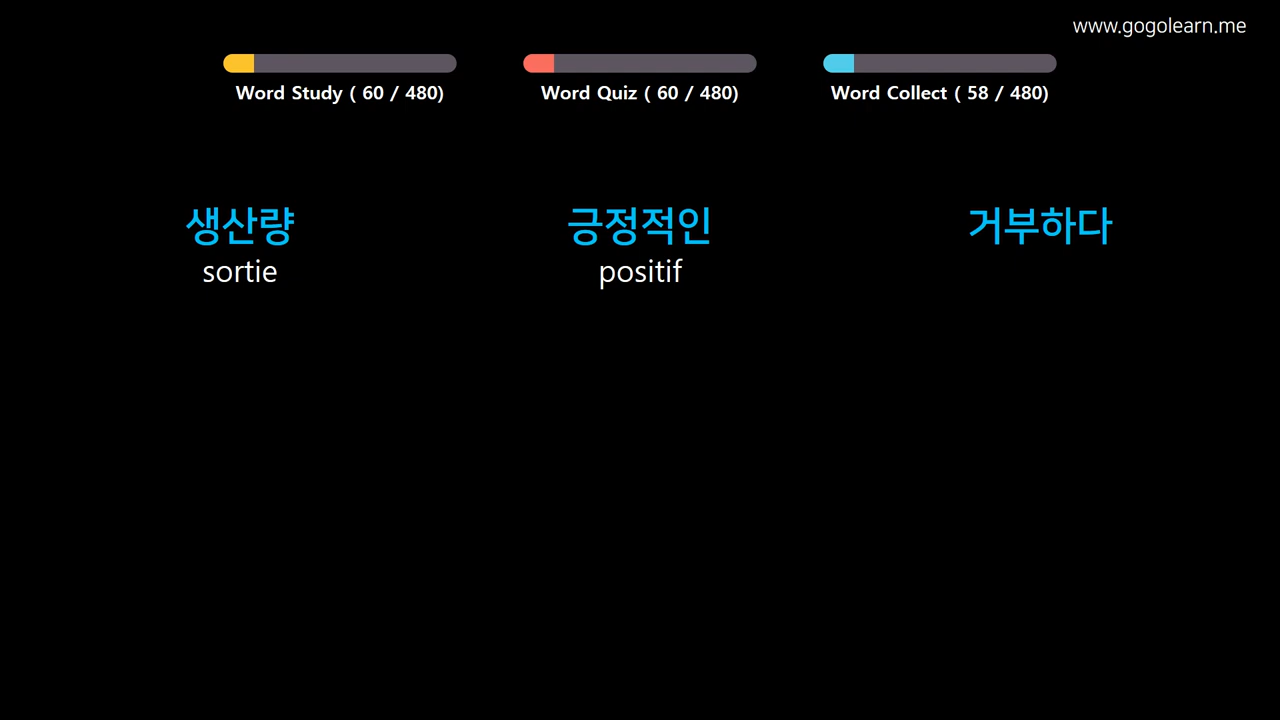 www.gogolearn.me
Word Study ( 60 / 480)
Word Quiz ( 60 / 480)
Word Collect ( 58 / 480)
생산량
sortie
긍정적인
positif
거부하다